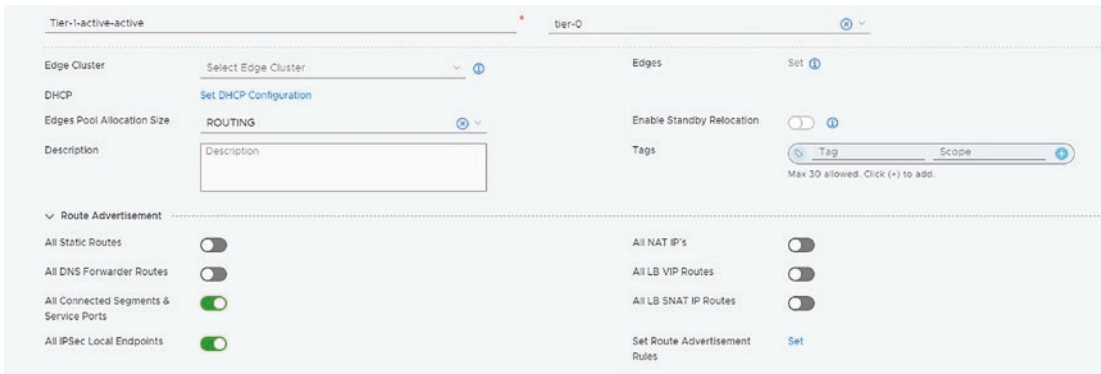 Tier-1-active-active * tier-0
Edge Cluster Select Edge Cluster Edges Set
DHCP Set DHCP Configuration
Edges Pool Allocation Size ROUTING Enable Standby Relocation
Description Description Tags Tag Scope
Max 30 allowed. Click (+) to add.
Route Advertisement
All Static Routes All NAT IP's
All DNS Forwarder Routes All LB VIP Routes
All Connected Segments & All LB SNAT IP Routes
Service Ports
All IPSec Local Endpoints Set Route Advertisement Set
Rules